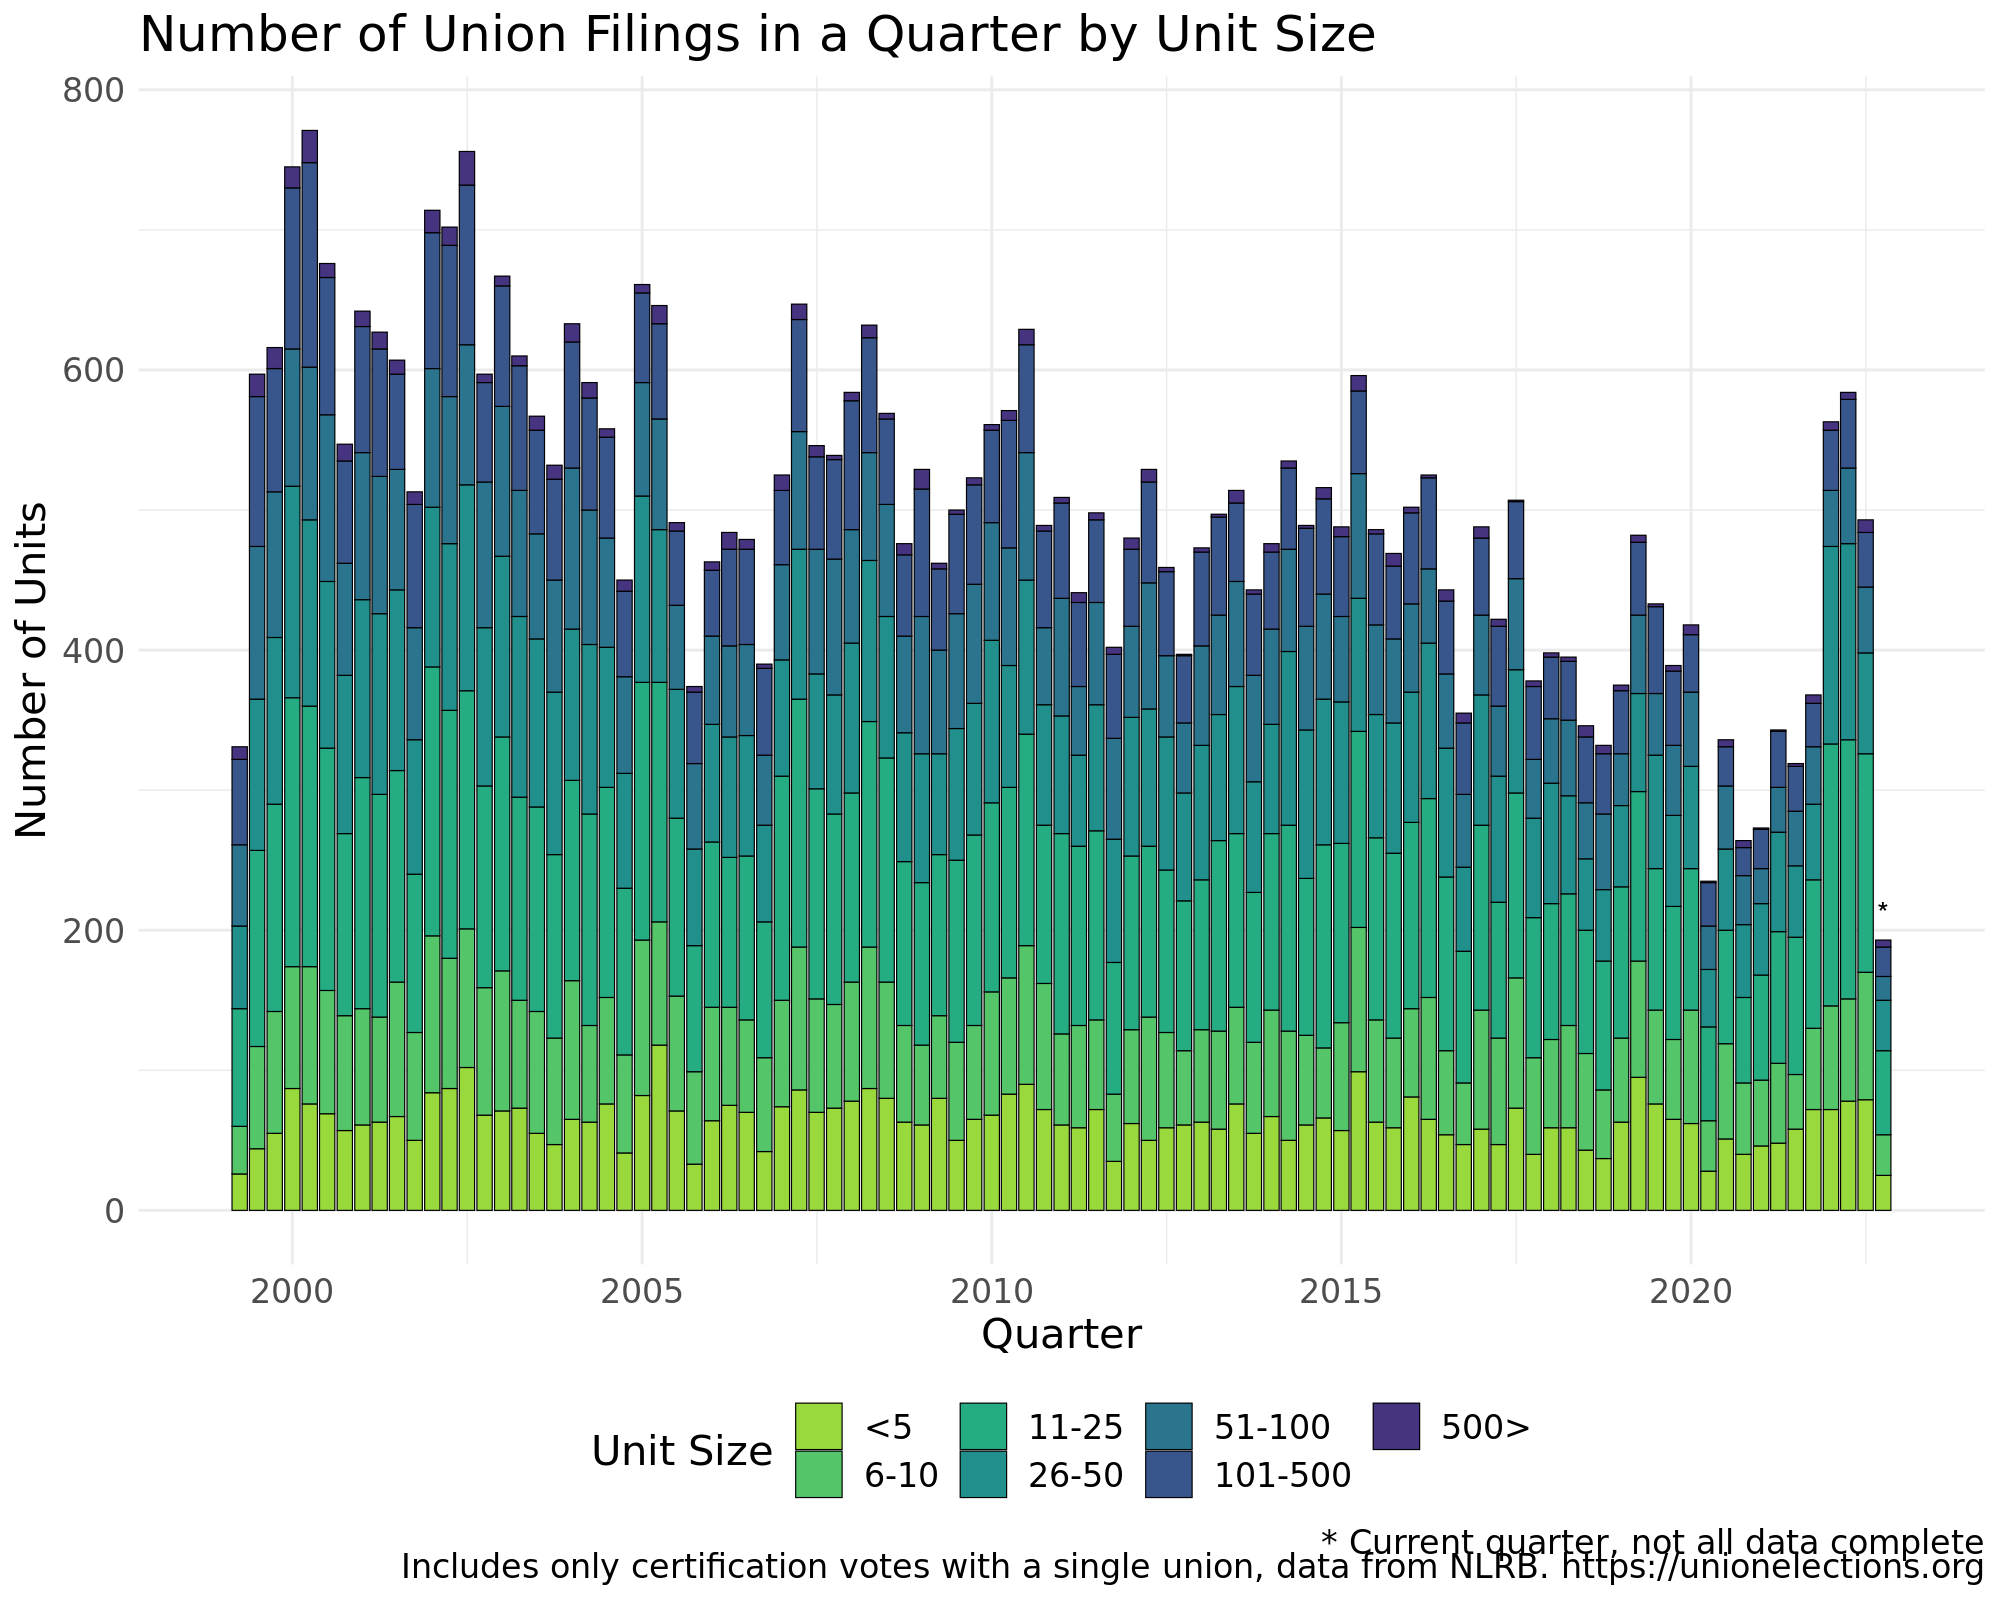 Number of Union Filings in a Quarter by Unit Size
Number of Units
800
600
400
200
0
*
2000 2005 2010 2015 2020
Quarter
Unit Size
<5 11-25 51-100 500>
6-10 26-50 101-500
* Current quarter, not all data complete
Includes only certification votes with a single union, data from NLRB. https://unionelections.org